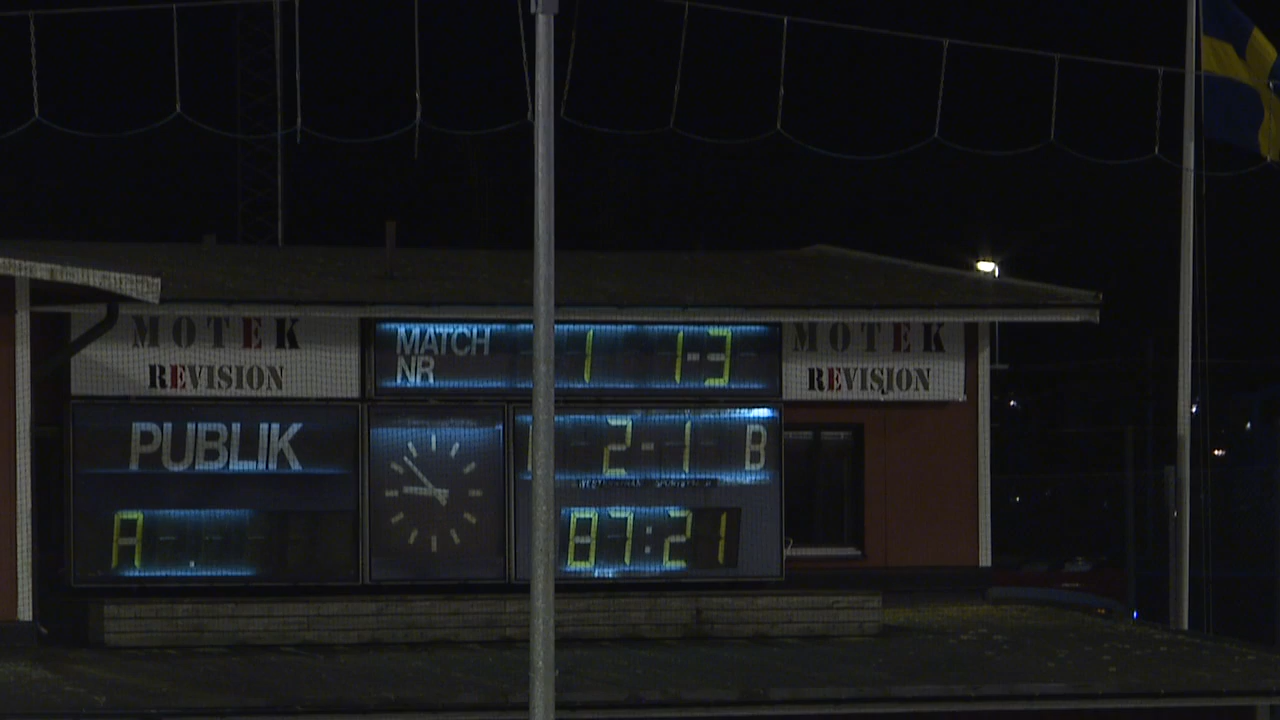 MOTEK
REVISION
MATCH
NR
1 1-3
MOTEK
REVISION
PUBLIK
2-1 B
A
87:21